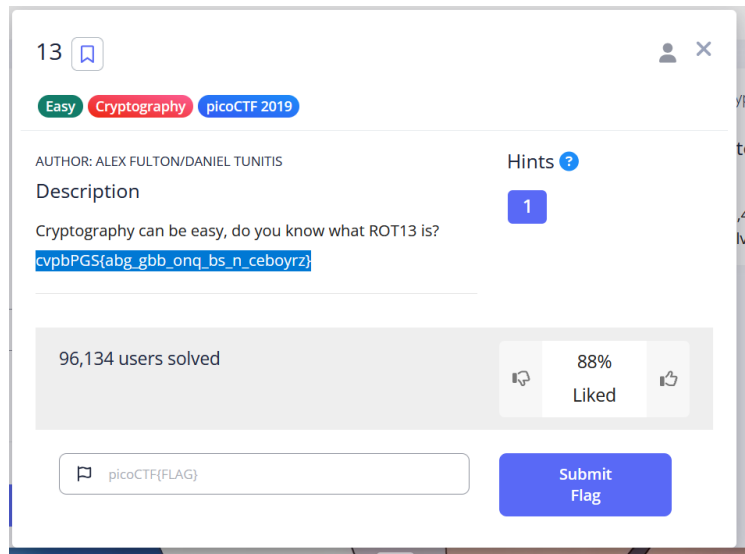 13
Easy Cryptography picoCTF 2019
AUTHOR: ALEX FULTON/DANIEL TUNITIS
Description
Cryptography can be easy, do you know what ROT13 is?
cvpbPGS{abg_gbb_onq_bs_n_ceboyrz}
Hints ?
1
96,134 users solved
88%
Liked
picoCTF{FLAG}
Submit
Flag